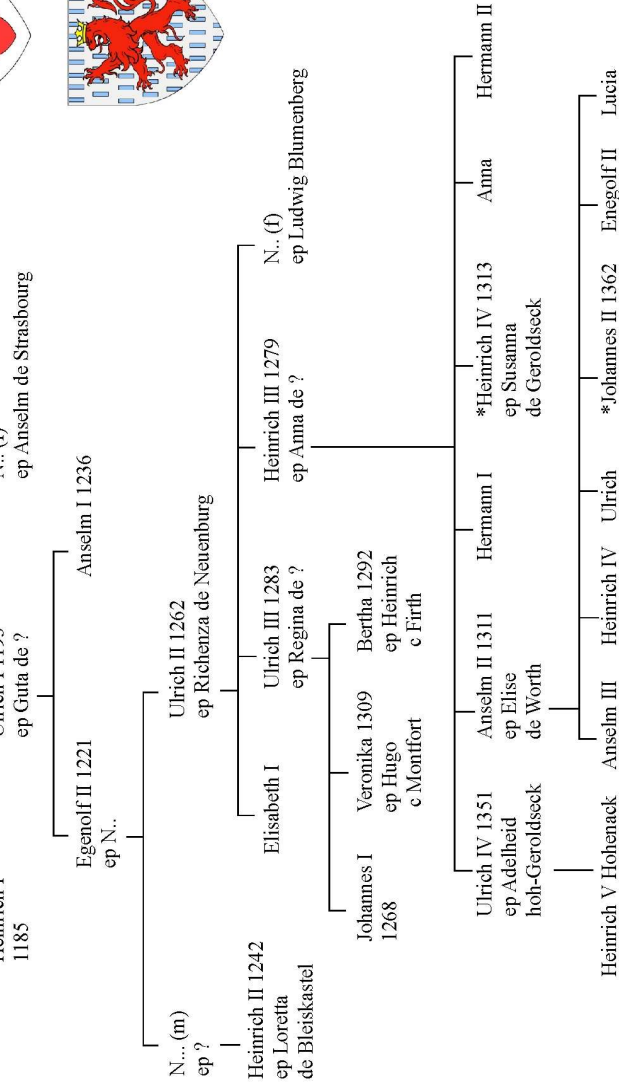 Heinrich I
1185
Ulrich I
ep Guta de ?
N.. (f)
ep Anselm de Strasbourg
Egenolf II 1221
ep N..
Anselm I 1236
N... (m)
ep ?
Ulrich II 1262
ep Richenza de Neuenburg
Heinrich II 1242
ep Loretta
de Bleiskastel
Elisabeth I
Ulrich III 1283
ep Regina de ?
Heinrich III 1279
ep Anna de ?
N.. (f)
ep Ludwig Blumenberg
Johannes I
1268
Veronika 1309
ep Hugo
c Montfort
Bertha 1292
ep Heinrich
c Firth
Ulrich IV 1351
ep Adelheid
hoh-Geroldseck
Anselm II 1311
ep Elise
de Worth
Hermann I
*Heinrich IV 1313
ep Susanna
de Geroldseck
Anna
Hermann II
Heinrich V Hohenack
Anselm III
Heinrich IV
Ulrich
*Johannes II 1362
Enegolf II
Lucia